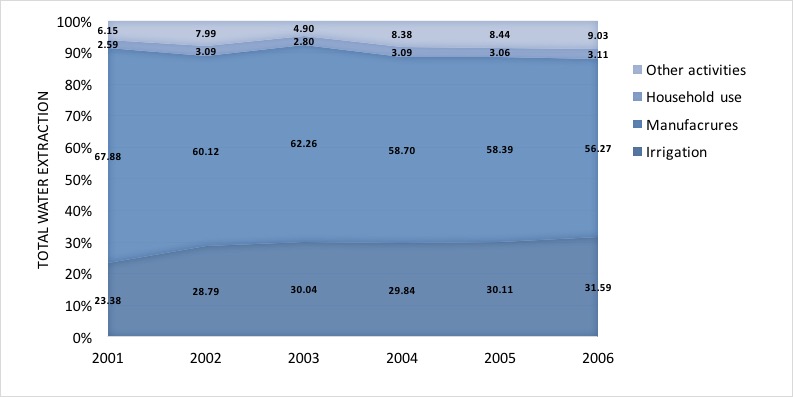 100%
90%
80%
70%
60%
50%
40%
30%
20%
10%
0%
TOTAL WATER EXTRACTION
6.15 7.99 4.90 8.38 8.44 9.03
2.59 3.09 2.80 3.09 3.06 3.11
67.88 60.12 62.26 58.70 58.39 56.27
23.38 28.79 30.04 29.84 30.11 31.59
2001 2002 2003 2004 2005 2006
Other activities
Household use
Manufacrures
Irrigation